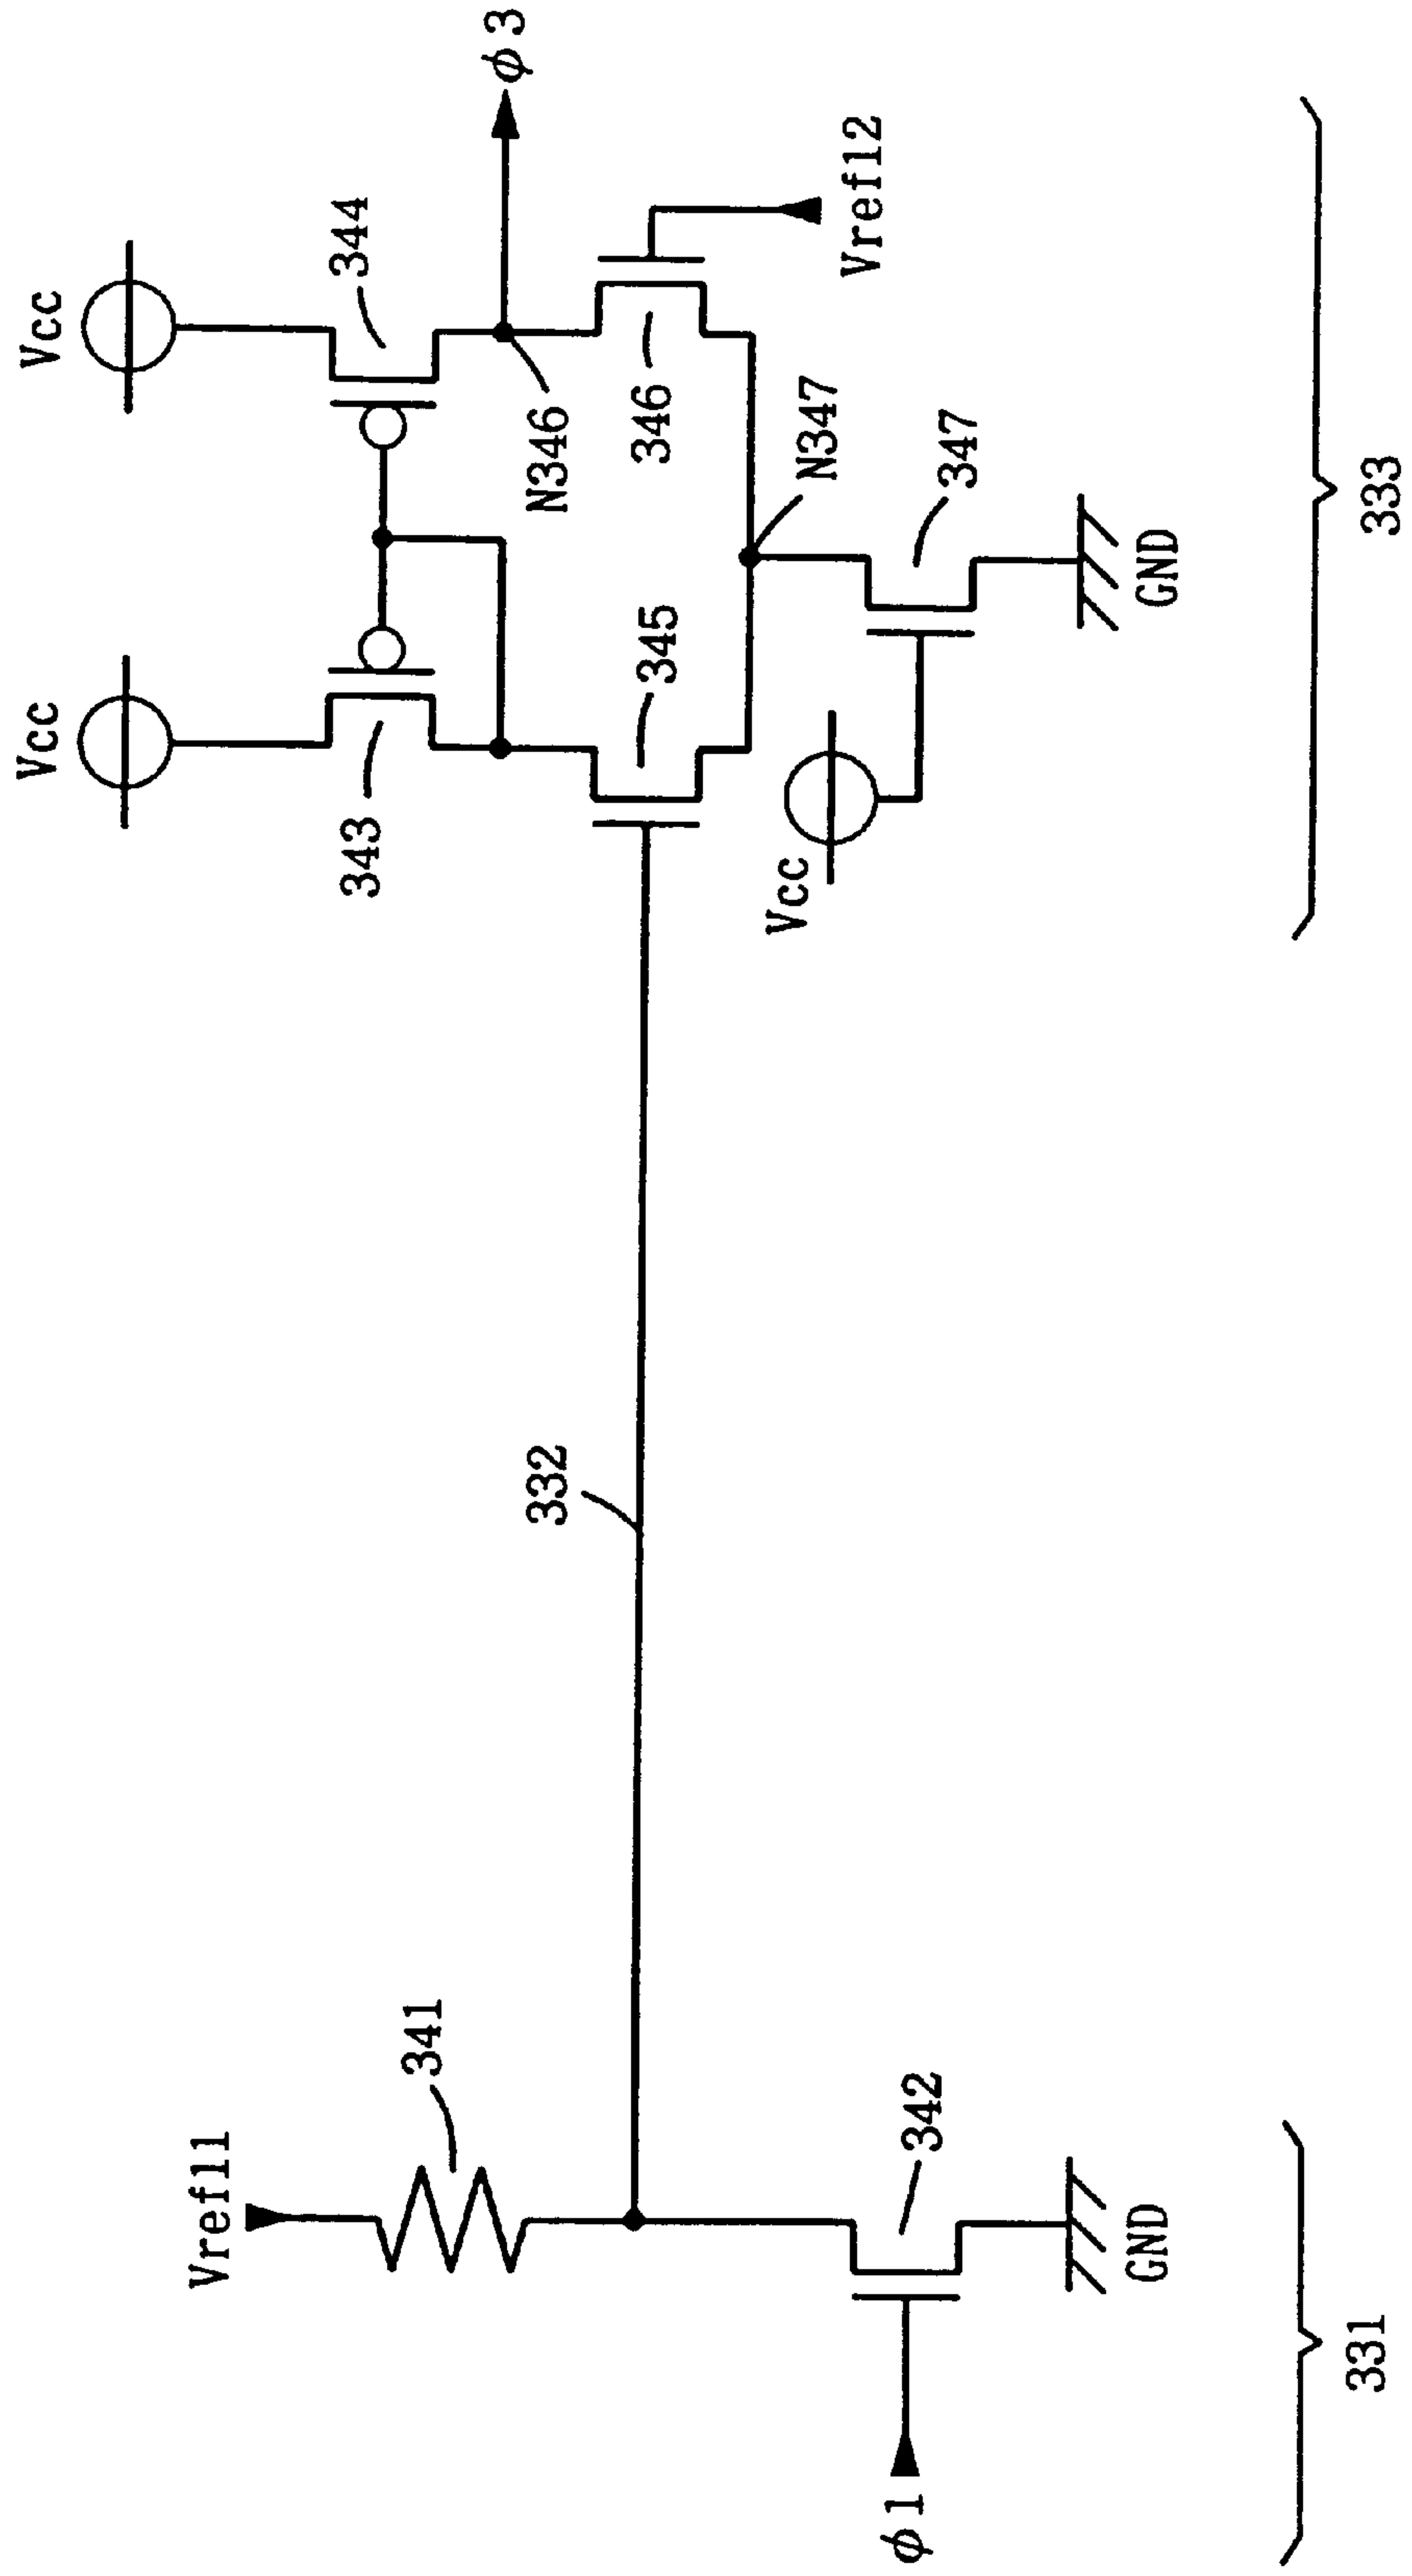 Vref11
341
φ1
342
GND
331
332
Vcc
Vcc
343
344
φ3
N346
345
346
Vref12
N347
Vcc
347
GND
333